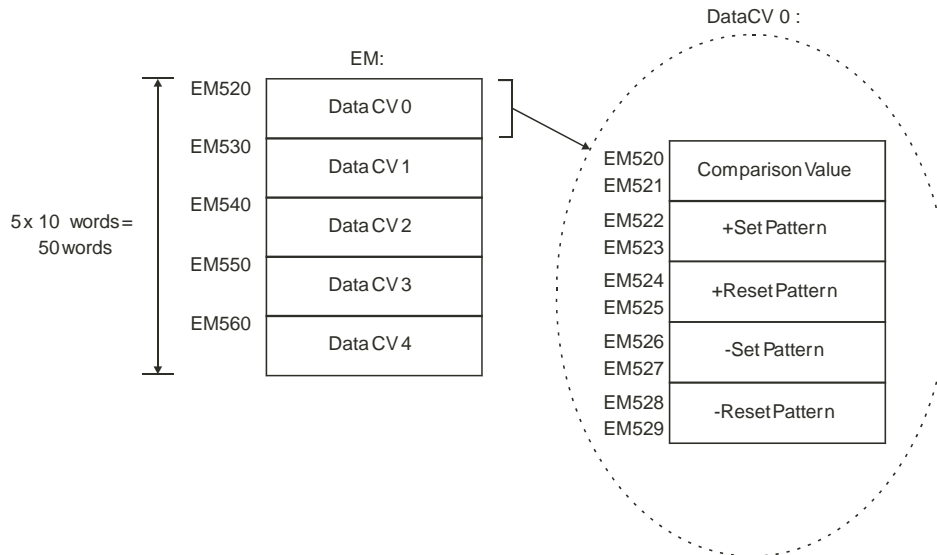 DataCV 0 :
EM:
EM520
Data CV 0
EM530
Data CV 1
EM540
Data CV 2
EM550
Data CV 3
EM560
Data CV 4
5 x 10 words =
50 words
EM520
EM521
Comparison Value
EM522
EM523
+Set Pattern
EM524
EM525
+Reset Pattern
EM526
EM527
-Set Pattern
EM528
EM529
-Reset Pattern